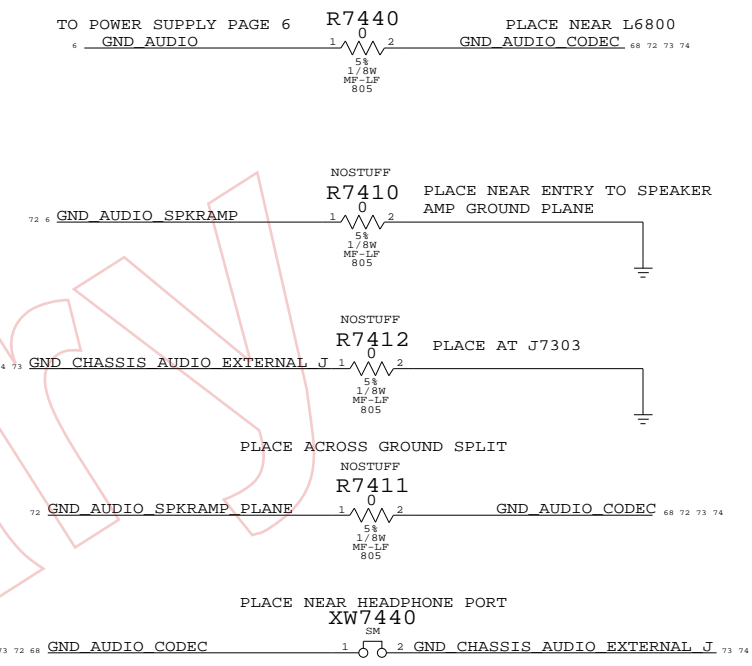 TO POWER SUPPLY PAGE 6 R7440 PLACE NEAR L6800
0
6 GND_AUDIO 1 2 GND_AUDIO_CODEC 68 72 73 74
5%
1/8W
MF-LF
805
NOSTUFF
R7410 PLACE NEAR ENTRY TO SPEAKER
0 AMP GROUND PLANE
72 6 GND_AUDIO_SPKRAMP 1 2
5%
1/8W
MF-LF
805
NOSTUFF
R7412 PLACE AT J7303
0
4 73 GND_CHASSIS_AUDIO_EXTERNAL_J 1 2
5%
1/8W
MF-LF
805
PLACE ACROSS GROUND SPLIT
NOSTUFF
R7411
0
72 GND_AUDIO_SPKRAMP_PLANE 1 2 GND_AUDIO_CODEC 68 72 73 74
5%
1/8W
MF-LF
805
PLACE NEAR HEADPHONE PORT
XW7440
SM
73 72 68 GND_AUDIO_CODEC 1 2 GND_CHASSIS_AUDIO_EXTERNAL_J 73 74